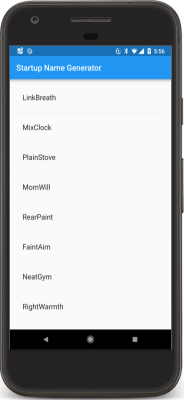 5:56
Startup Name Generator
LinkBreath
MixClock
PlainStove
MomWill
RearPaint
FaintAim
NeatGym
RightWarmth